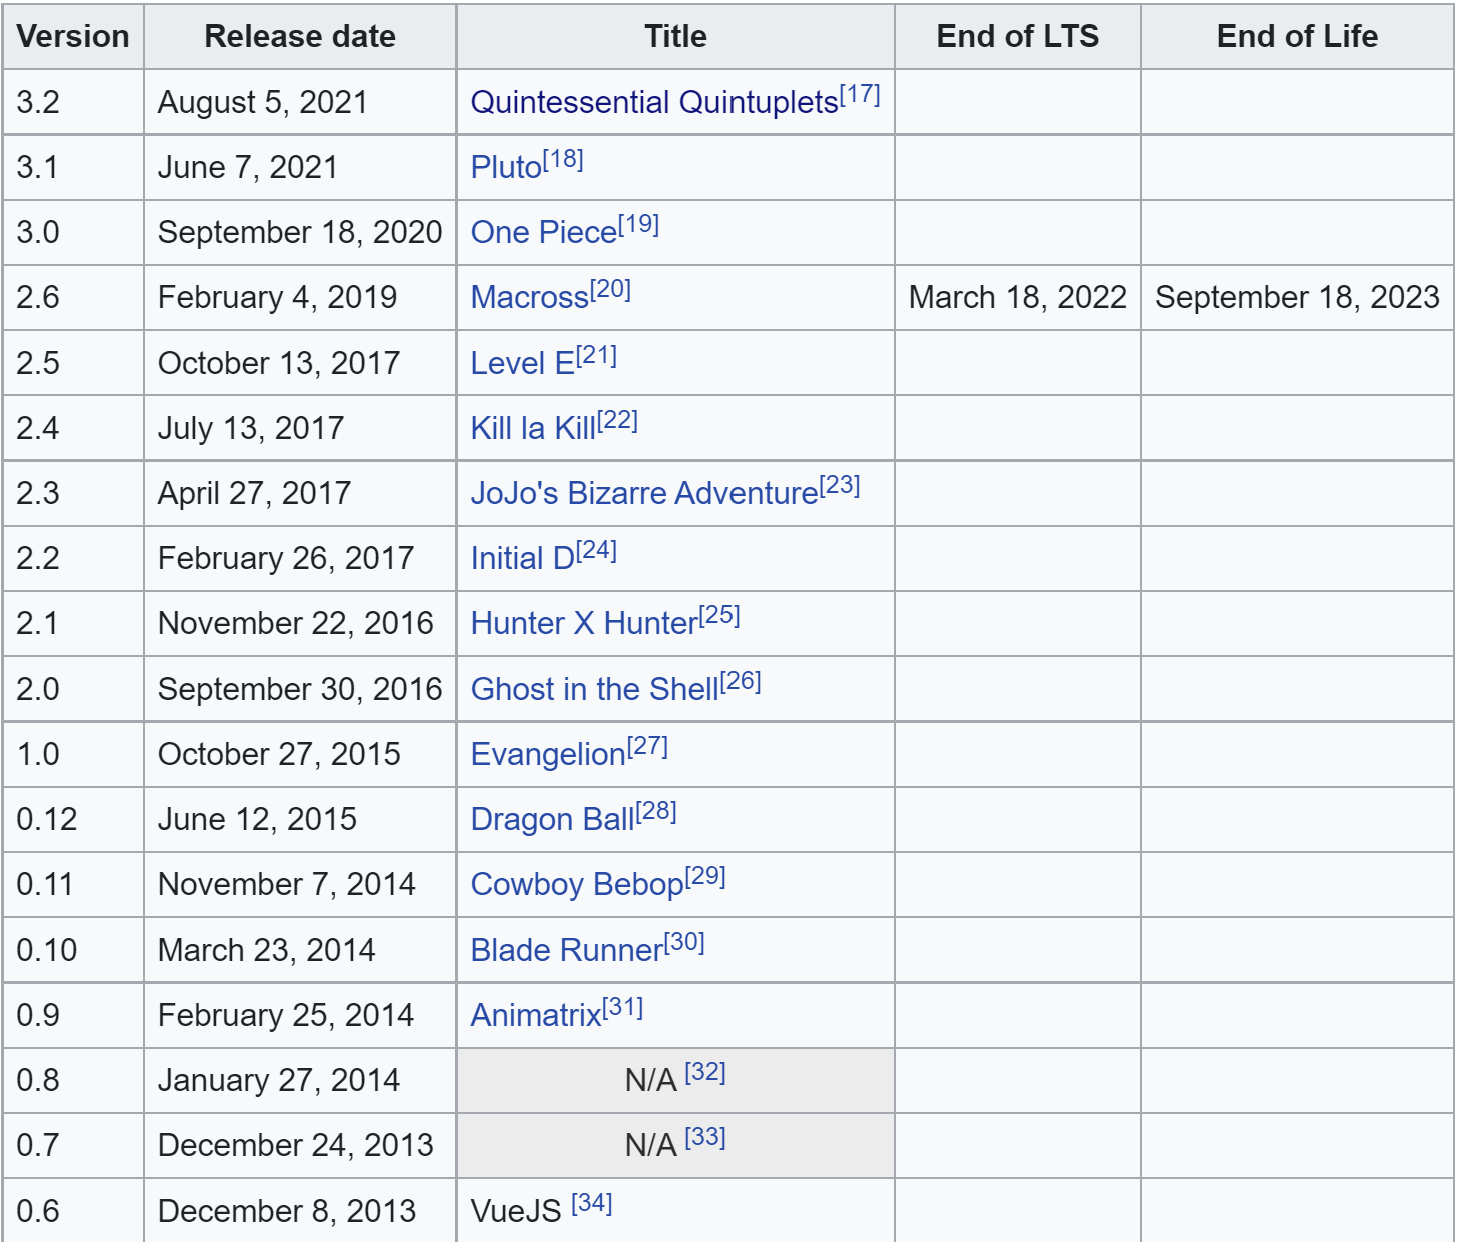 Version Release date Title End of LTS End of Life
3.2 August 5, 2021 Quintessential Quintuplets[17]
3.1 June 7, 2021 Pluto[18]
3.0 September 18, 2020 One Piece[19]
2.6 February 4, 2019 Macross[20] March 18, 2022 September 18, 2023
2.5 October 13, 2017 Level E[21]
2.4 July 13, 2017 Kill la Kill[22]
2.3 April 27, 2017 JoJo's Bizarre Adventure[23]
2.2 February 26, 2017 Initial D[24]
2.1 November 22, 2016 Hunter X Hunter[25]
2.0 September 30, 2016 Ghost in the Shell[26]
1.0 October 27, 2015 Evangelion[27]
0.12 June 12, 2015 Dragon Ball[28]
0.11 November 7, 2014 Cowboy Bebop[29]
0.10 March 23, 2014 Blade Runner[30]
0.9 February 25, 2014 Animatrix[31]
0.8 January 27, 2014 N/A [32]
0.7 December 24, 2013 N/A [33]
0.6 December 8, 2013 VueJS [34]